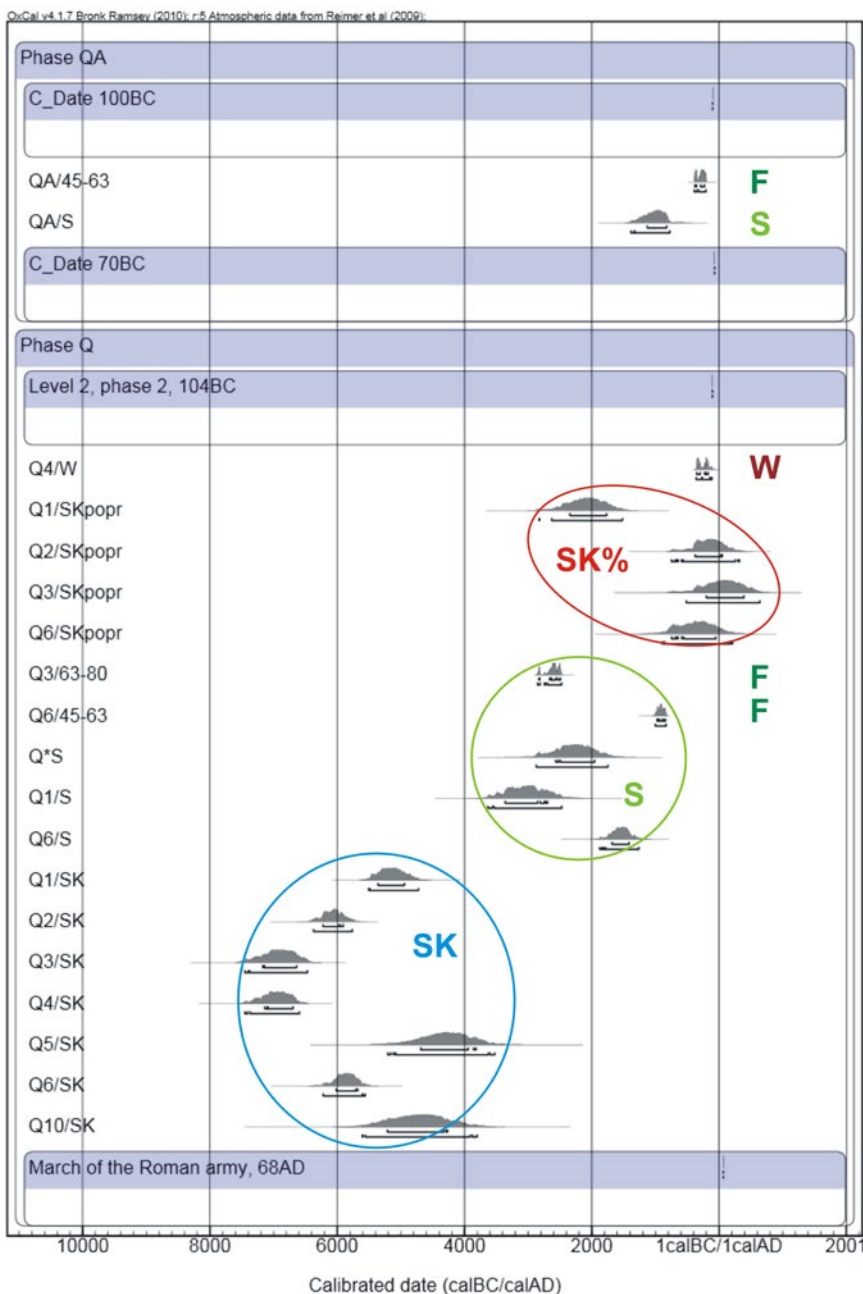 OxCal v4.1.7 Bronk Ramsey (2010); r:5 Atmospheric data from Reimer et al (2009);
Phase QA
C_Date 100BC
QA/45-63 F
QA/S S
C_Date 70BC
Phase Q
Level 2, phase 2, 104BC
Q4/W W
Q1/SKpopr
Q2/SKpopr SK%
Q3/SKpopr
Q6/SKpopr
Q3/63-80 F
Q6/45-63 F
Q*S
Q1/S S
Q6/S
Q1/SK
Q2/SK SK
Q3/SK
Q4/SK
Q5/SK
Q6/SK
Q10/SK
March of the Roman army, 68AD
10000 8000 6000 4000 2000 1calBC/1calAD 2001
Calibrated date (calBC/calAD)